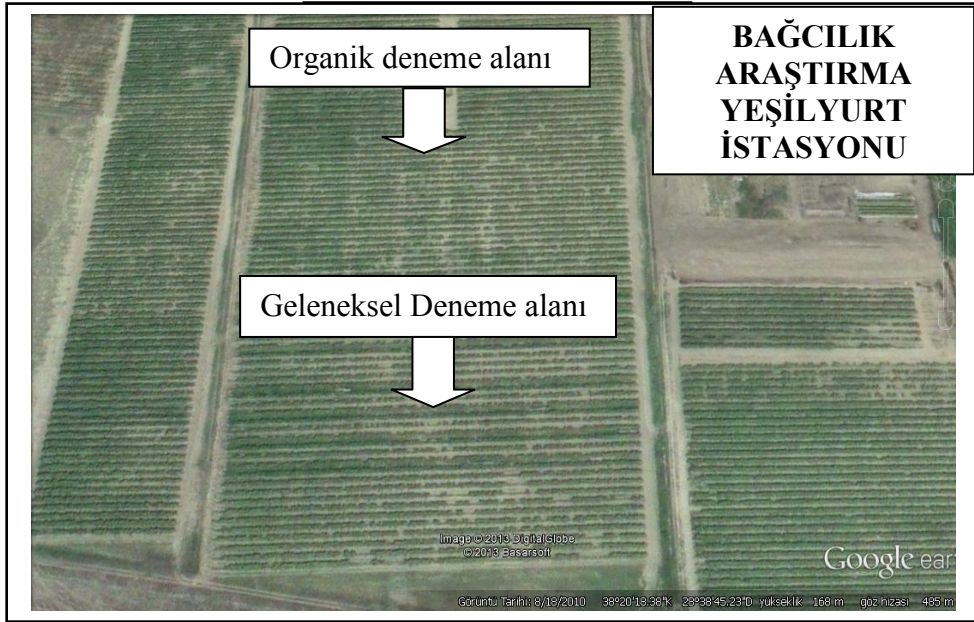 Organik deneme alanı
BAĞCILIK
ARAŞTIRMA
YEŞİLYURT
İSTASYONU
Geleneksel Deneme alanı
Image © 2013 DigitalGlobe
© 2013 Basarsoft
Google ear
Görüntü Tarihi: 8/18/2010 38°20'18.38"K 28°38'45.23"D yükseklik 168 m göz hizası 485 m